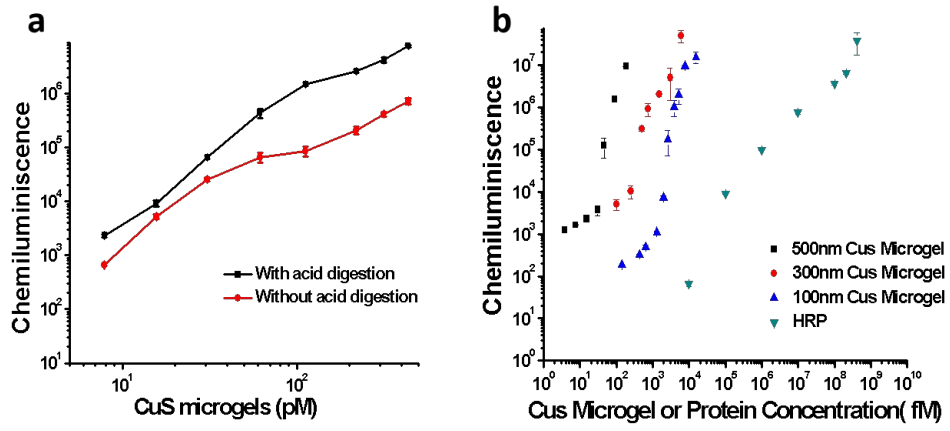 a
Chemiluminiscence
10^6
10^5
10^4
10^3
10^2
10^1
With acid digestion
Without acid digestion
10^1
10^2
CuS microgels (pM)
b
Chemiluminiscence
10^7
10^6
10^5
10^4
10^3
10^2
10^1
10^0
500nm Cus Microgel
300nm Cus Microgel
100nm Cus Microgel
HRP
10^0 10^1 10^2 10^3 10^4 10^5 10^6 10^7 10^8 10^9 10^10
Cus Microgel or Protein Concentration( fM)